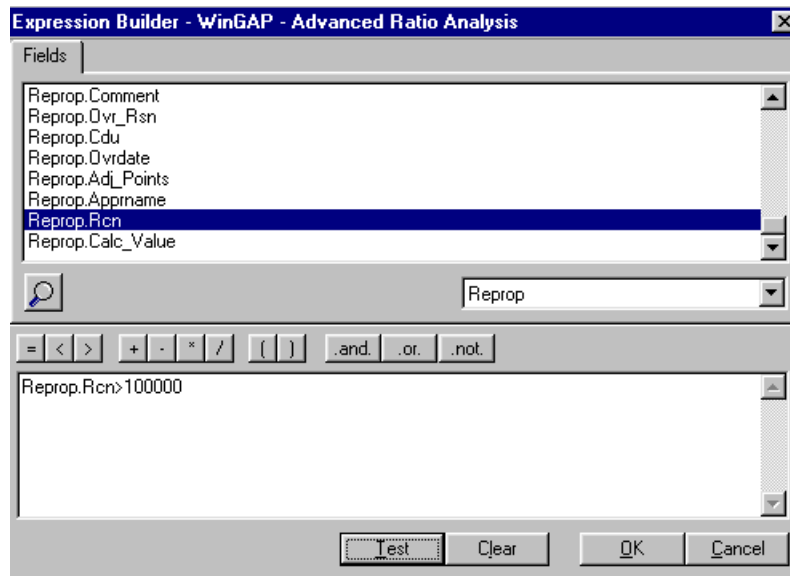 Expression Builder - WinGAP - Advanced Ratio Analysis
Fields
Reprop.Comment
Reprop.Ovr_Rsn
Reprop.Cdu
Reprop.Ovrdate
Reprop.Adj_Points
Reprop.Apprname
Reprop.Rcn
Reprop.Calc_Value
Reprop
= < > + - * / ( ) .and. .or. .not.
Reprop.Rcn>100000
Test Clear OK Cancel